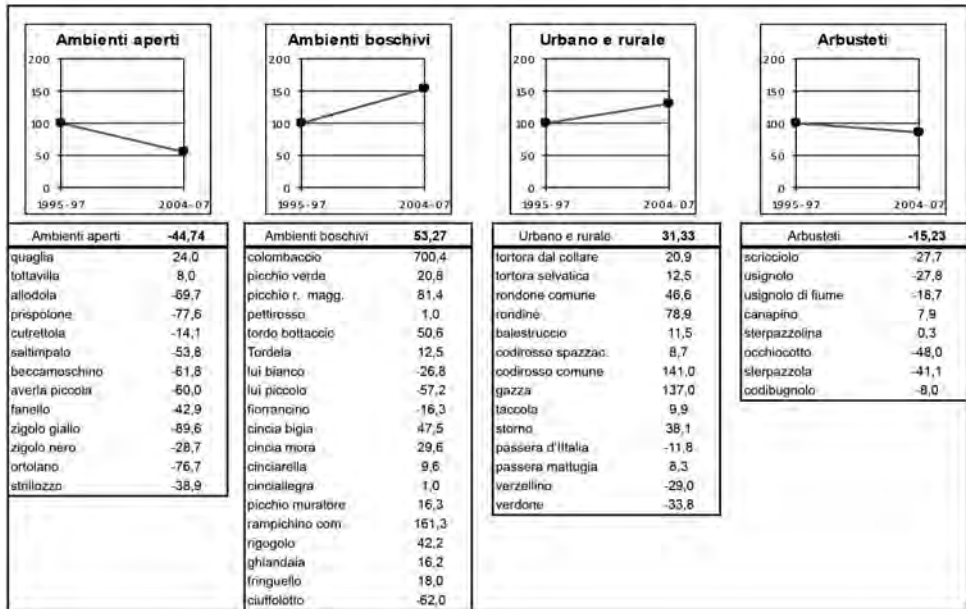 Ambienti aperti
200
150
100
50
0
1995-97 2004-07
Ambienti aperti -44,74
quaglia 24,0
tottavilla 8,0
allodola -69,7
prispolone -77,6
cutrettola -14,1
saltimpalo -53,8
beccamoschino -61,8
averla piccola -60,0
fanello -42,9
zigolo giallo -89,6
zigolo nero -28,7
ortolano -76,7
strillozzo -38,9
Ambienti boschivi
200
150
100
50
0
1995-97 2004-07
Ambienti boschivi 53,27
colombaccio 700,4
picchio verde 20,8
picchio r. magg. 81,4
pettirosso 1,0
tordo bottaccio 50,6
Tordela 12,5
lui bianco -26,8
lui piccolo -57,2
fiorrancino -16,3
cincia bigia 47,5
cincia mora 29,6
cinciarella 9,6
cinciallegra 1,0
picchio muratore 16,3
rampichino com 161,3
rigogolo 42,2
ghiandaia 16,2
fringuello 18,0
ciuffolotto -62,0
Urbano e rurale
200
150
100
50
0
1995-97 2004-07
Urbano e rurale 31,33
tortora dal collare 20,9
tortora selvatica 12,5
rondone comune 46,6
rondine 78,9
balestruccio 11,5
codirosso spazzac. 8,7
codirosso comune 141,0
gazza 137,0
taccola 9,9
storno 38,1
passera d'Iitalia -11,8
passera mattugia 8,3
verzellino -29,0
verdone -33,8
Arbusteti
200
150
100
50
0
1995-97 2004-07
Arbusteti -15,23
scricciolo -27,7
usignolo -27,8
usignolo di fiume -18,7
canapino 7,9
sterpazzolina 0,3
occhiocotto -48,0
sterpazzola -41,1
codibugnolo -8,0